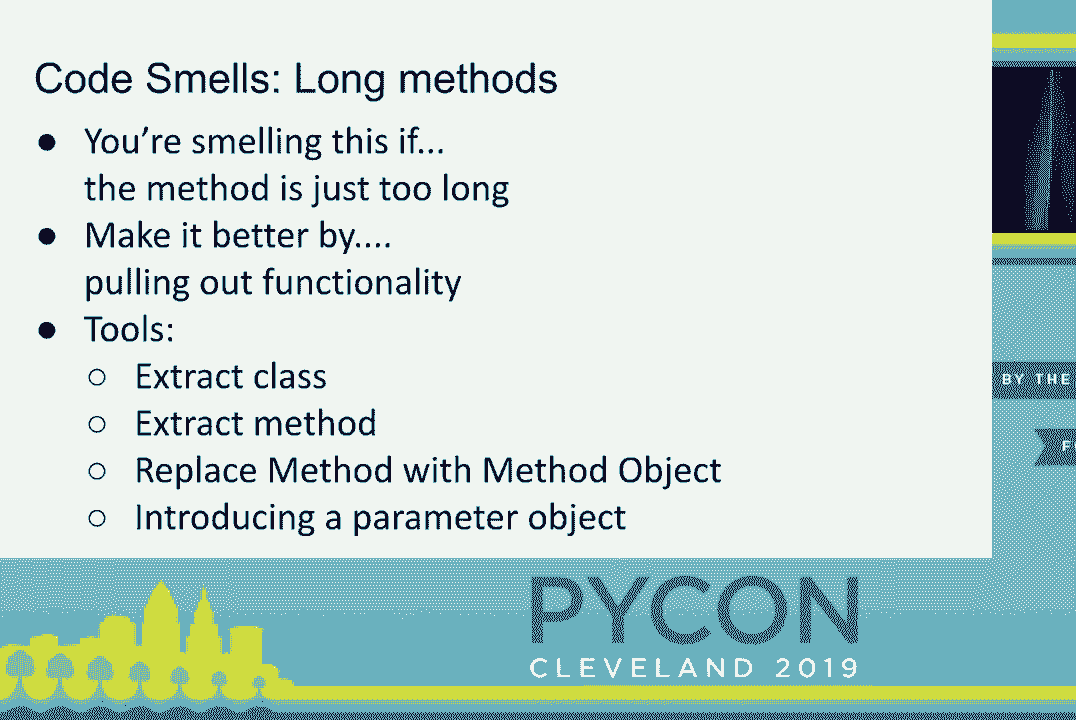 Code Smells: Long methods
● You're smelling this if...
the method is just too long
● Make it better by....
pulling out functionality
● Tools:
○ Extract class
○ Extract method
○ Replace Method with Method Object
○ Introducing a parameter object
BY THE
PYCON
CLEVELAND 2019